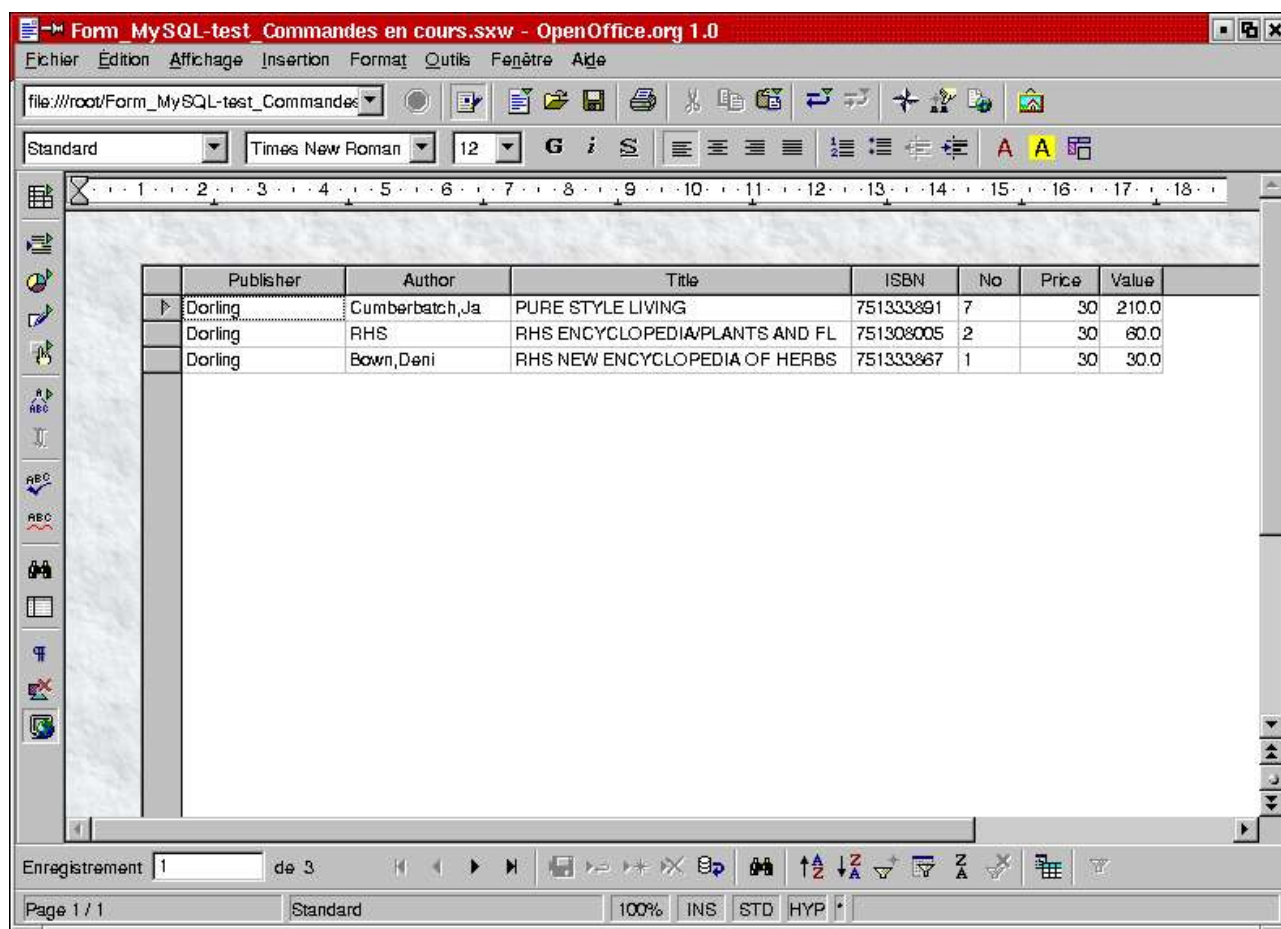 Form_MySQL-test_Commandes en cours.sxw - OpenOffice.org 1.0
Fichier Édition Affichage Insertion Format Outils Fenêtre Aide
file:///root/Form_MySQL-test_Commandes
Standard Times New Roman 12 G i S A A
1 2 3 4 5 6 7 8 9 10 11 12 13 14 15 16 17 18
Publisher Author Title ISBN No Price Value
Dorling Cumberbatch,Ja PURE STYLE LIVING 751333891 7 30 210.0
Dorling RHS RHS ENCYCLOPEDIA/PLANTS AND FL 751308005 2 30 60.0
Dorling Bown,Deni RHS NEW ENCYCLOPEDIA OF HERBS 751333867 1 30 30.0
Enregistrement 1 de 3
Page 1 / 1 Standard 100% INS STD HYP *